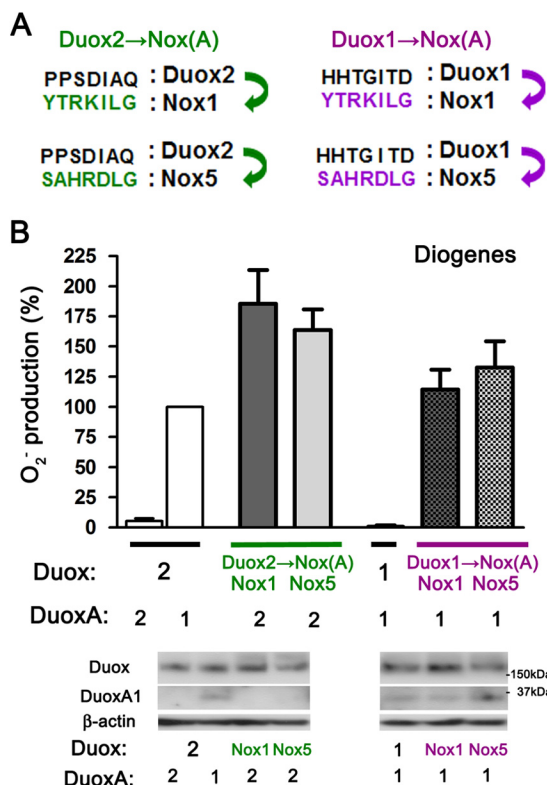 A
Duox2→Nox(A) Duox1→Nox(A)
PPSDIAQ : Duox2 HHTGITD : Duox1
YTRKILG : Nox1 YTRKILG : Nox1
PPSDIAQ : Duox2 HHTGITD : Duox1
SAHRDLG : Nox5 SAHRDLG : Nox5
B
Diogenes
O2- production (%)
225
200
175
150
125
100
75
50
25
0
Duox: 2 Duox2→Nox(A) 1 Duox1→Nox(A)
Nox1 Nox5 Nox1 Nox5
DuoxA: 2 1 2 2 1 1 1
Duox -150kDa
DuoxA1 -37kDa
β-actin
Duox: 2 Nox1 Nox5 1 Nox1 Nox5
DuoxA: 2 1 2 2 1 1 1